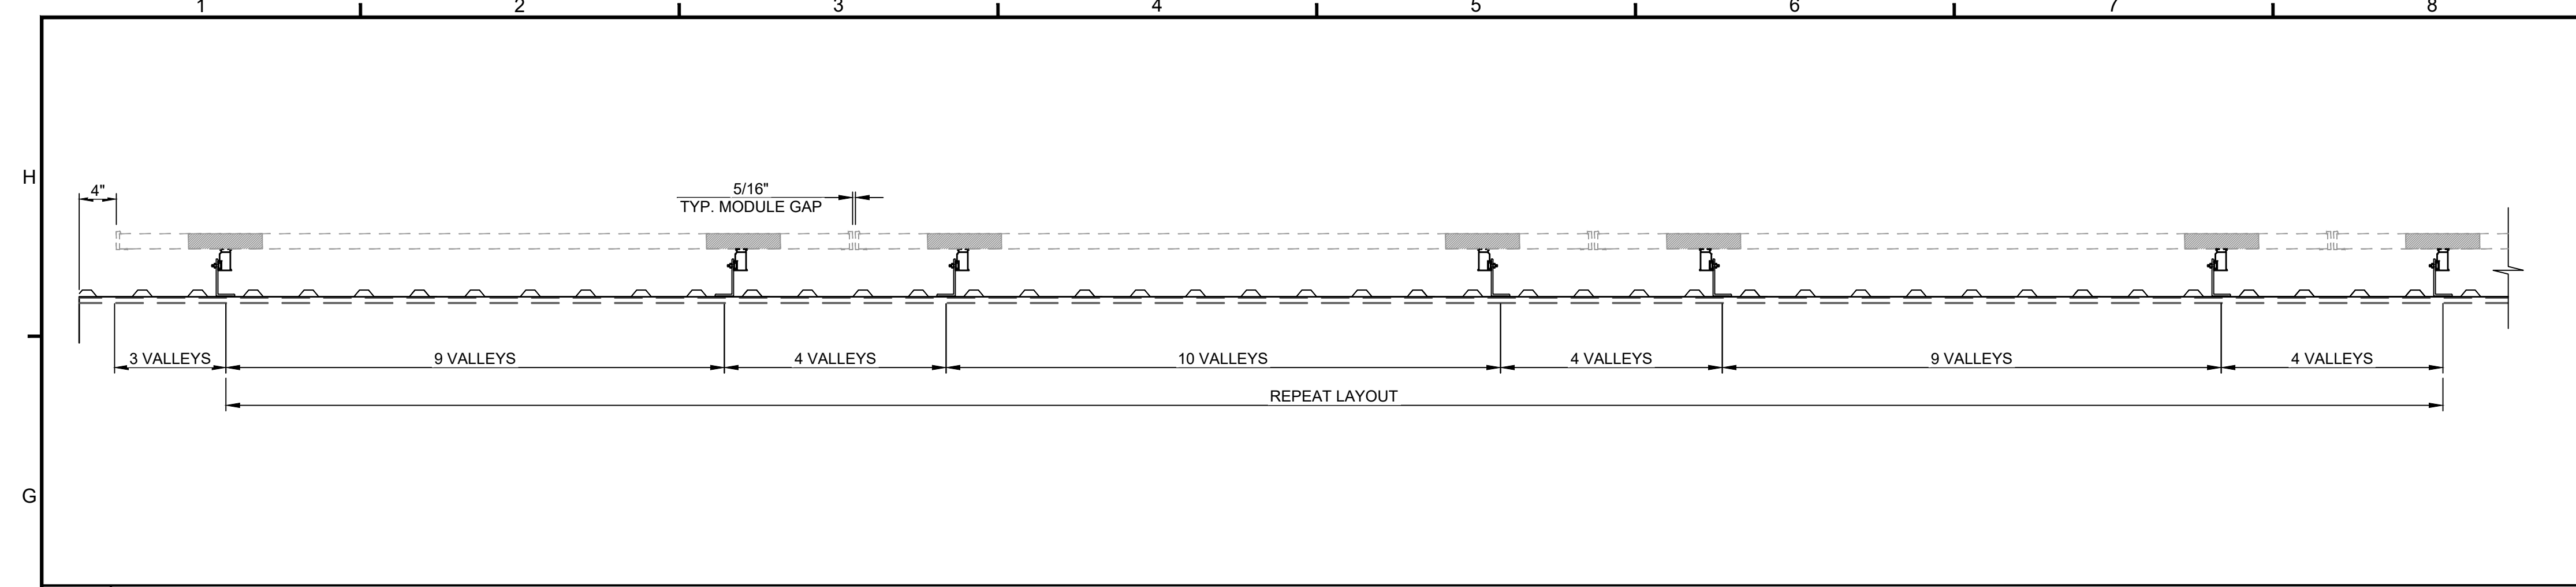 1 2 3 4 5 6 7 8
H
4"
5/16"
TYP. MODULE GAP
3 VALLEYS 9 VALLEYS 4 VALLEYS 10 VALLEYS 4 VALLEYS 9 VALLEYS 4 VALLEYS
REPEAT LAYOUT
G